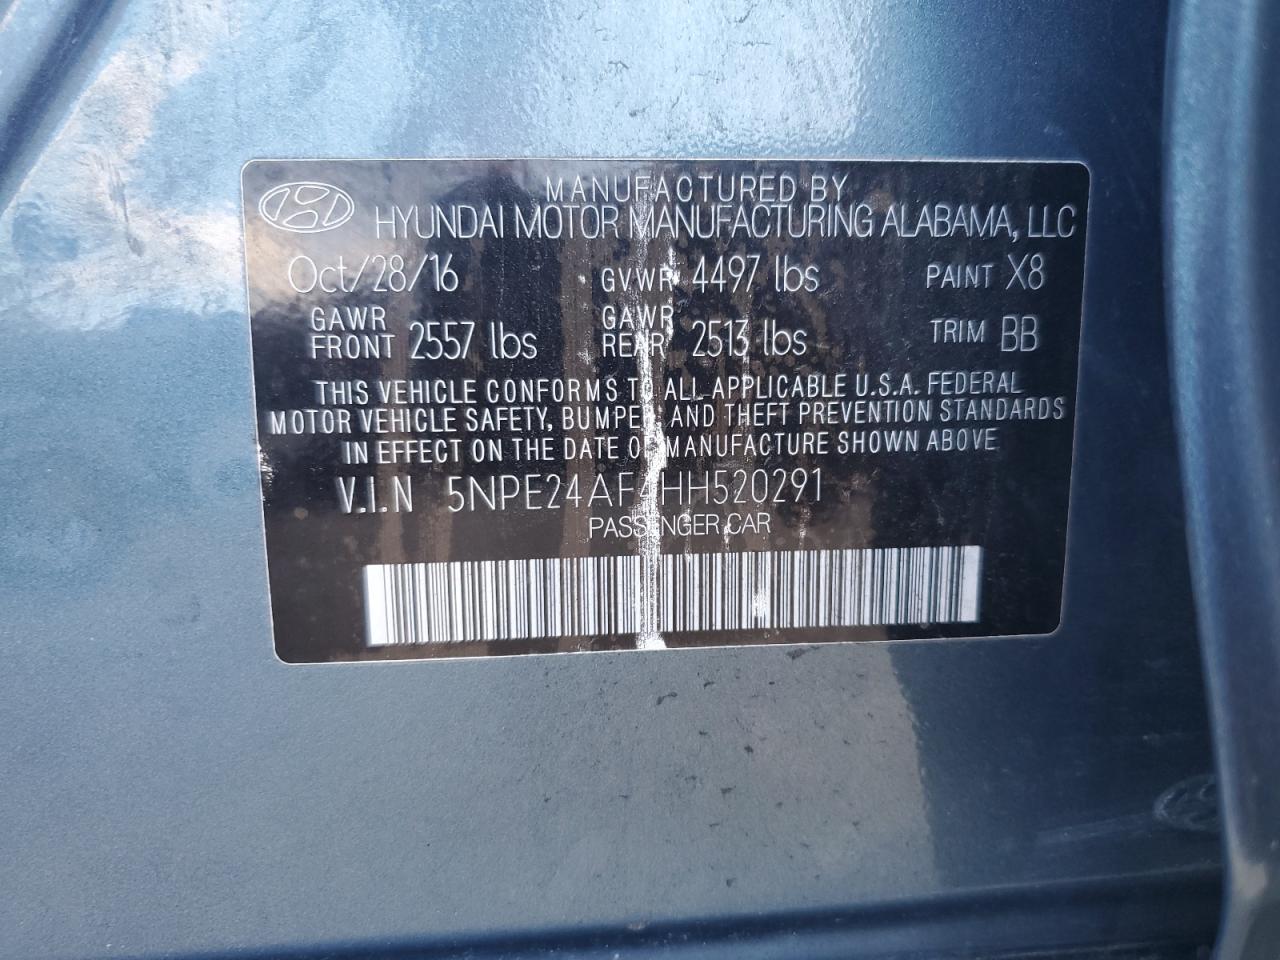 MANUFACTURED BY
HYUNDAI MOTOR MANUFACTURING ALABAMA, LLC
Oct/28/16 GVWR 4497 lbs PAINT X8
GAWR FRONT 2557 lbs GAWR REAR 2513 lbs TRIM BB
THIS VEHICLE CONFORMS TO ALL APPLICABLE U.S.A. FEDERAL
MOTOR VEHICLE SAFETY, BUMPER, AND THEFT PREVENTION STANDARDS
IN EFFECT ON THE DATE OF MANUFACTURE SHOWN ABOVE
V.I.N 5NPE24AF4HH520291
PASSENGER CAR